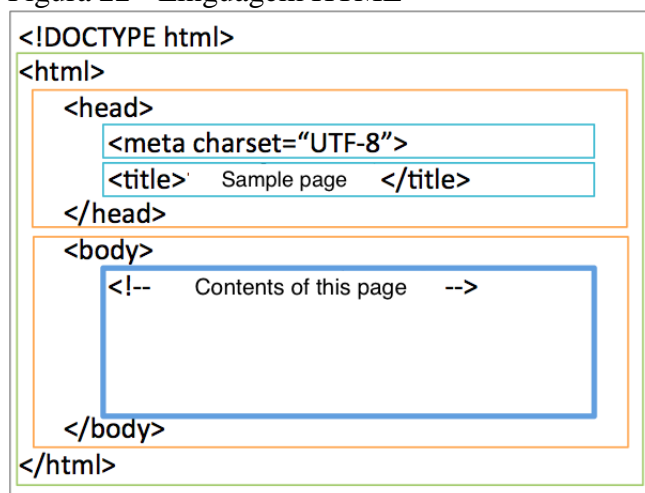 <!DOCTYPE html>
<html>
<head>
<meta charset=“UTF-8”>
<title> Sample page </title>
</head>
<body>
<!-- Contents of this page -->
</body>
</html>